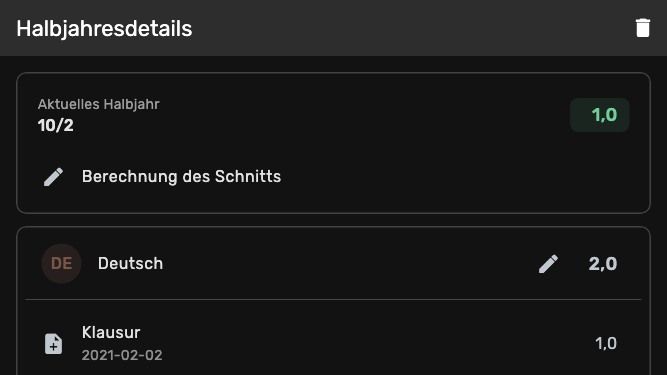 Halbjahresdetails
Aktuelles Halbjahr
10/2
1,0
Berechnung des Schnitts
DE
Deutsch
2,0
Klausur
2021-02-02
1,0